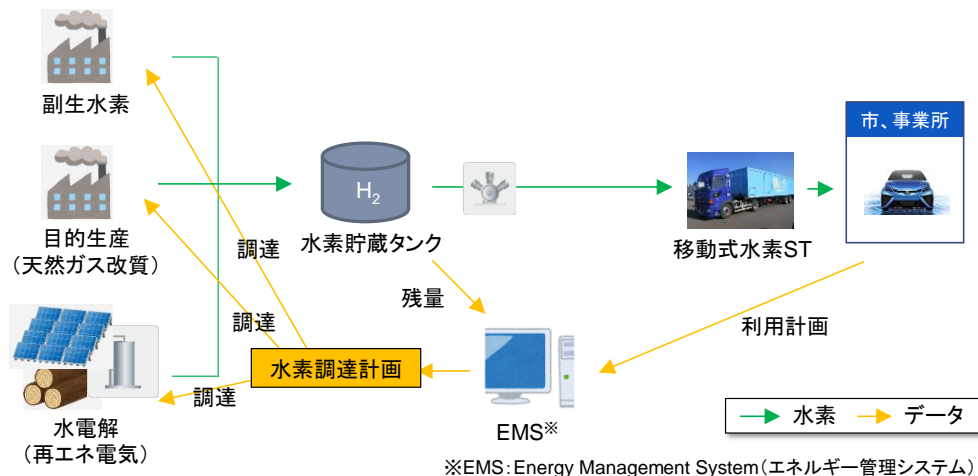 副生水素
目的生産
（天然ガス改質）
水電解
（再エネ電気）
調達
調達
調達
水素調達計画
H2
水素貯蔵タンク
残量
EMS※
移動式水素ST
市、事業所
利用計画
水素
データ
※EMS：Energy Management System（エネルギー管理システム）